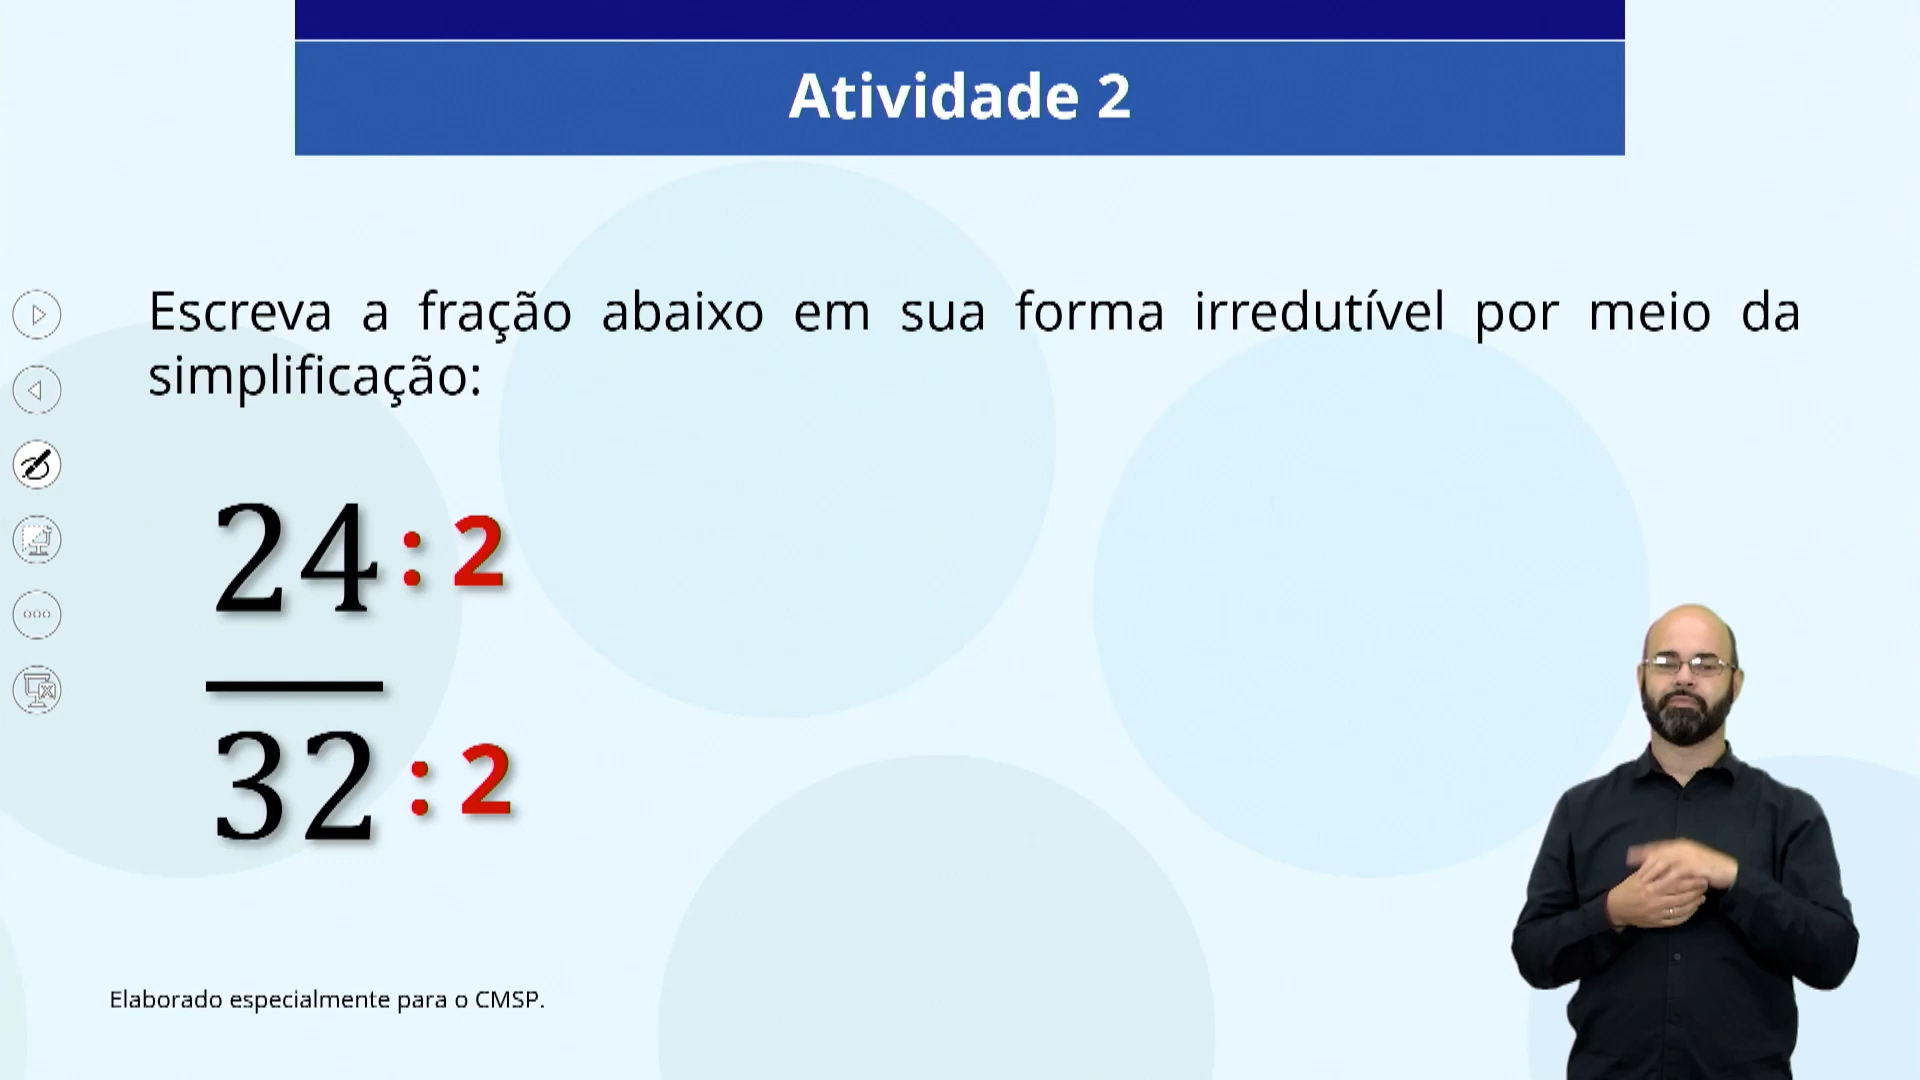 Atividade 2
Escreva a fração abaixo em sua forma irredutível por meio da
simplificação:
24 : 2
32 : 2
Elaborado especialmente para o CMSP.